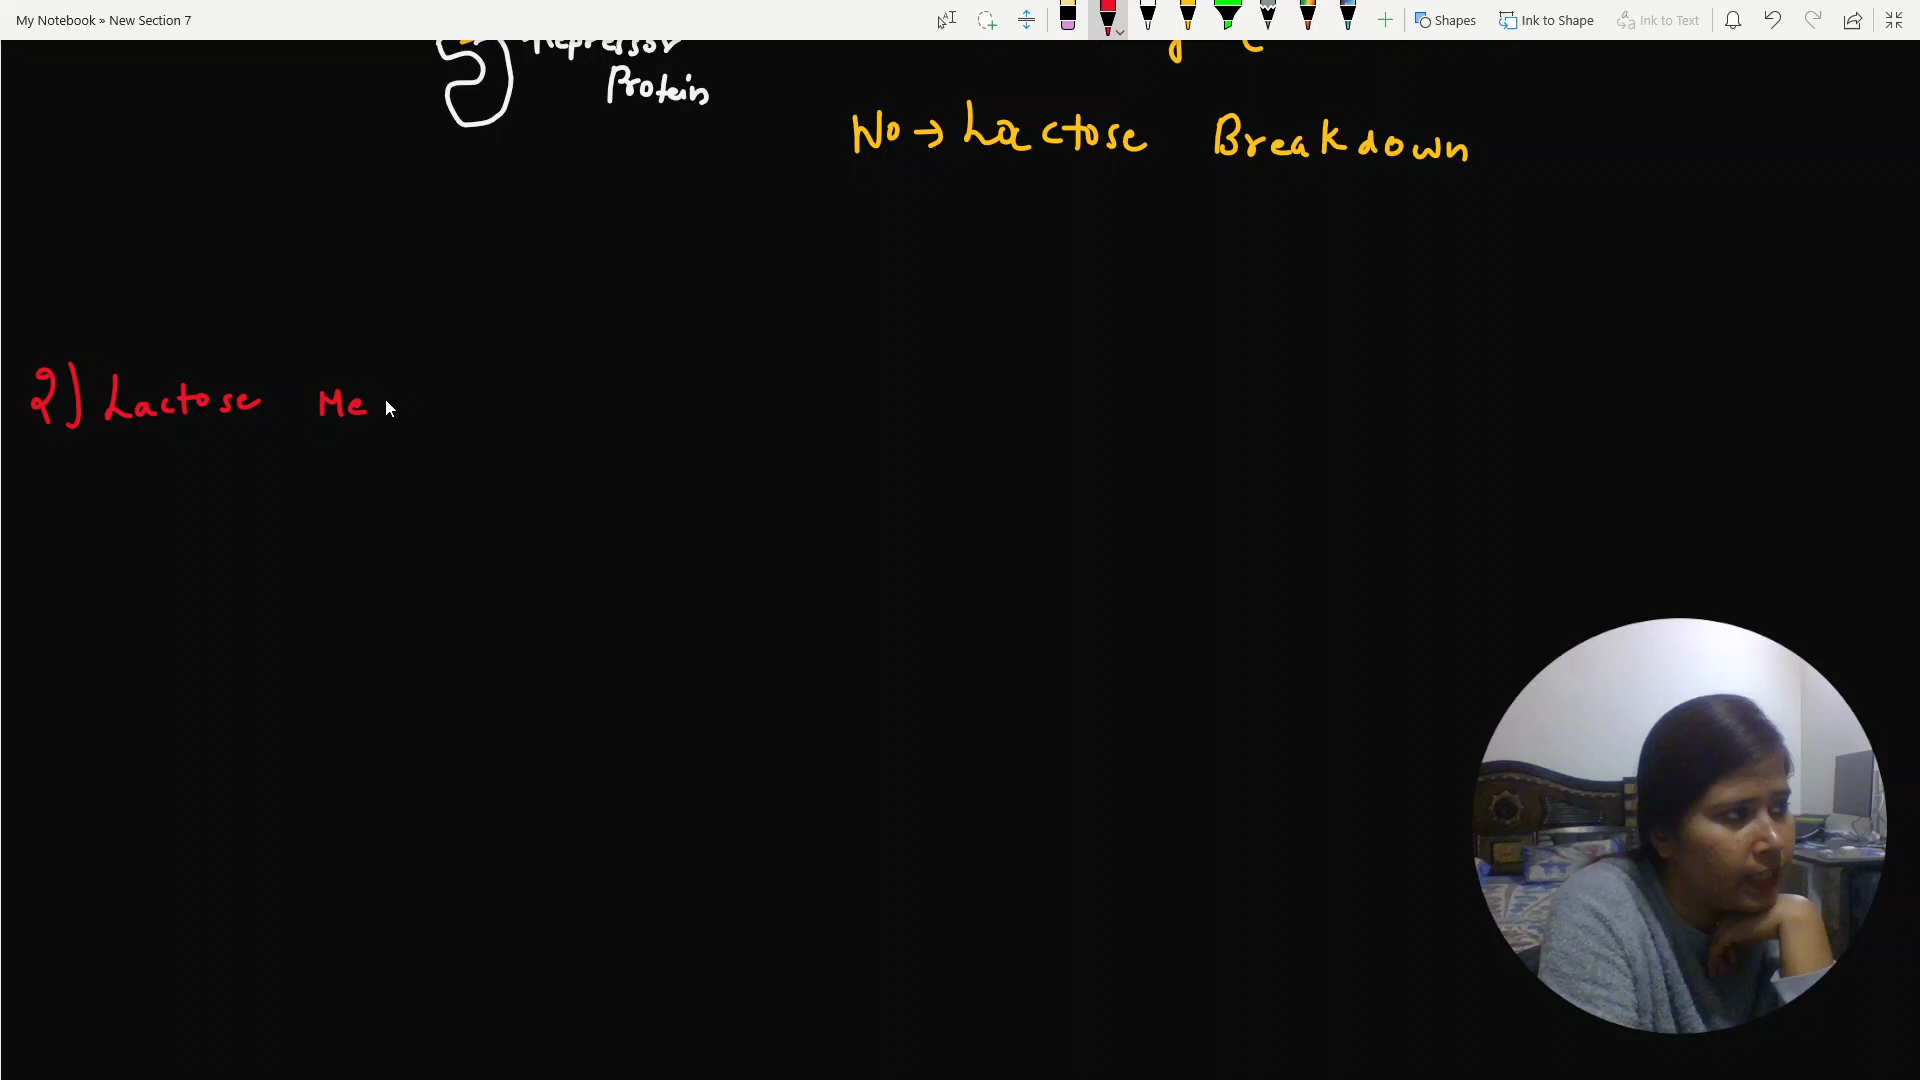 My Notebook » New Section 7
Shapes
Ink to Shape
Ink to Text
Repressor
Protein
No → Lactose Breakdown
2) Lactose Me